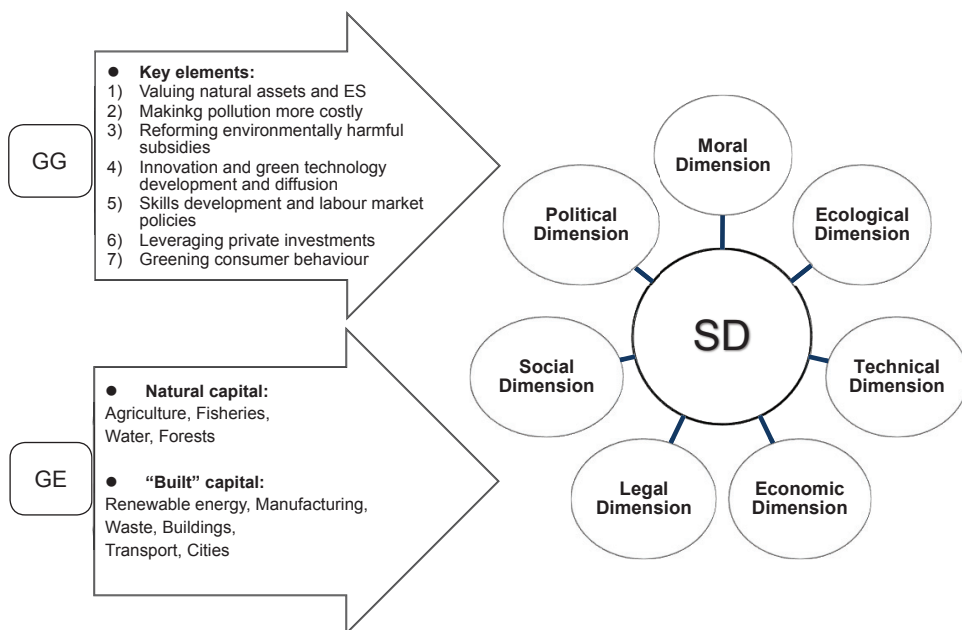 GG
● Key elements:
1) Valuing natural assets and ES
2) Makinkg pollution more costly
3) Reforming environmentally harmful
subsidies
4) Innovation and green technology
development and diffusion
5) Skills development and labour market
policies
6) Leveraging private investments
7) Greening consumer behaviour
GE
● Natural capital:
Agriculture, Fisheries,
Water, Forests
● “Built” capital:
Renewable energy, Manufacturing,
Waste, Buildings,
Transport, Cities
SD
Moral
Dimension
Ecological
Dimension
Technical
Dimension
Economic
Dimension
Legal
Dimension
Social
Dimension
Political
Dimension